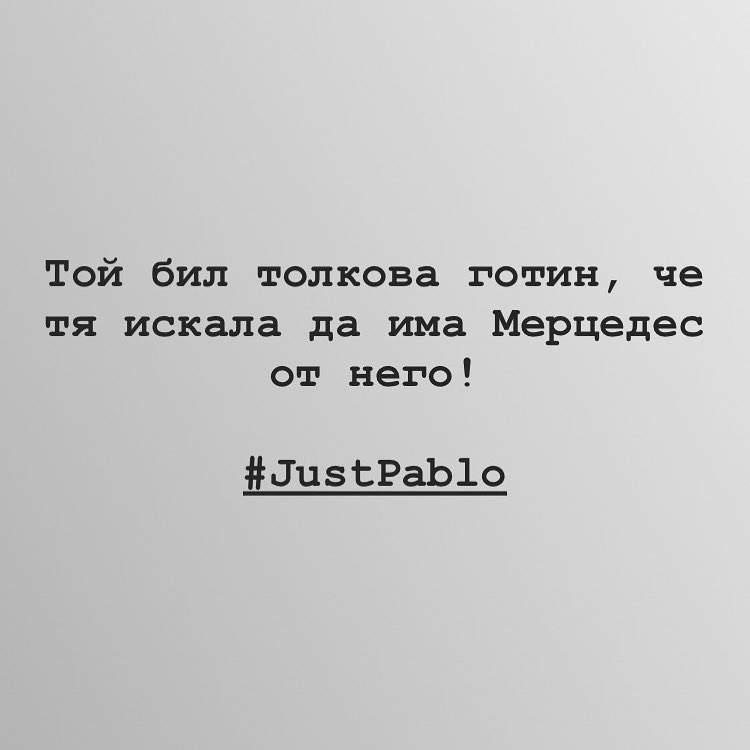 Той бил толкова готин, че
тя искала да има Мерцедес
от него!
#JustPablo